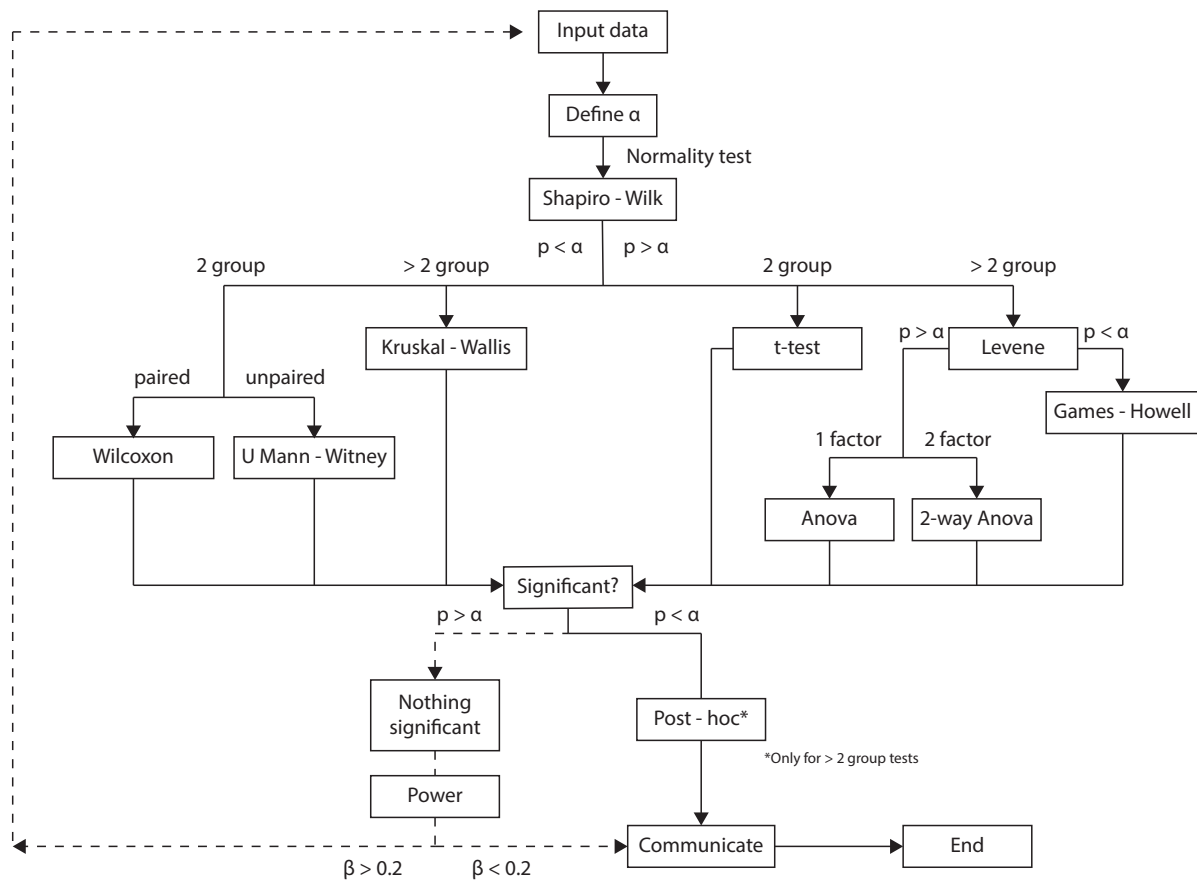 Input data
Define α
Normality test
Shapiro - Wilk
p < α
p > α
2 group
> 2 group
2 group
> 2 group
Kruskal - Wallis
t-test
p > α
Levene
p < α
paired
unpaired
Games - Howell
Wilcoxon
U Mann - Witney
1 factor
2 factor
Anova
2-way Anova
Significant?
p > α
p < α
Nothing
significant
Post - hoc*
*Only for > 2 group tests
Power
Communicate
End
β > 0.2
β < 0.2